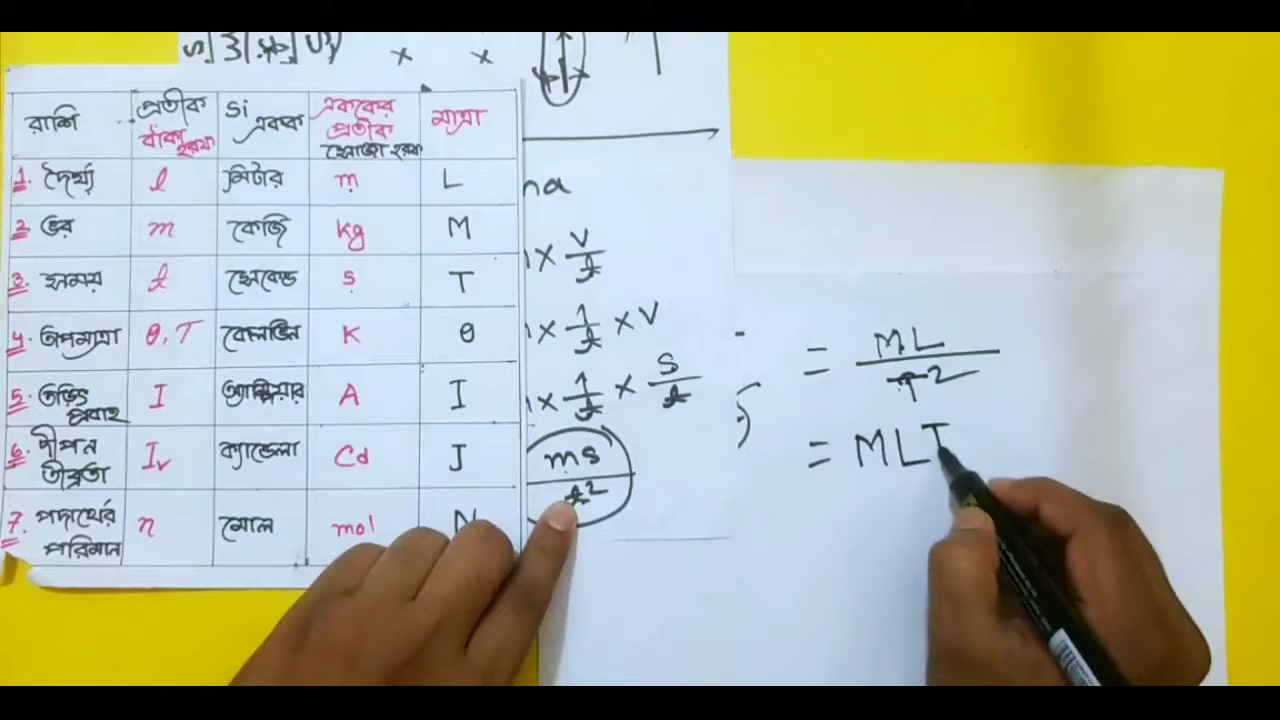 রাশি প্রতীক বাঁকা হরফ Si একক এককের প্রতীক সোজা হরফ মাত্রা
1. দৈর্ঘ্য l মিটার m L
2. ভর m কেজি kg M
3. সময় t সেকেন্ড s T
4. তাপমাত্রা θ, T কেলভিন K θ
5. তড়িৎ প্রবাহ I অ্যাম্পিয়ার A I
6. দীপন তীব্রতা Iv ক্যান্ডেলা Cd J
7. পদার্থের পরিমান n মোল mol N
ma
× V/t
× 1/t × V
× 1/t × S/t
ms/t²
= ML/T²
= MLT